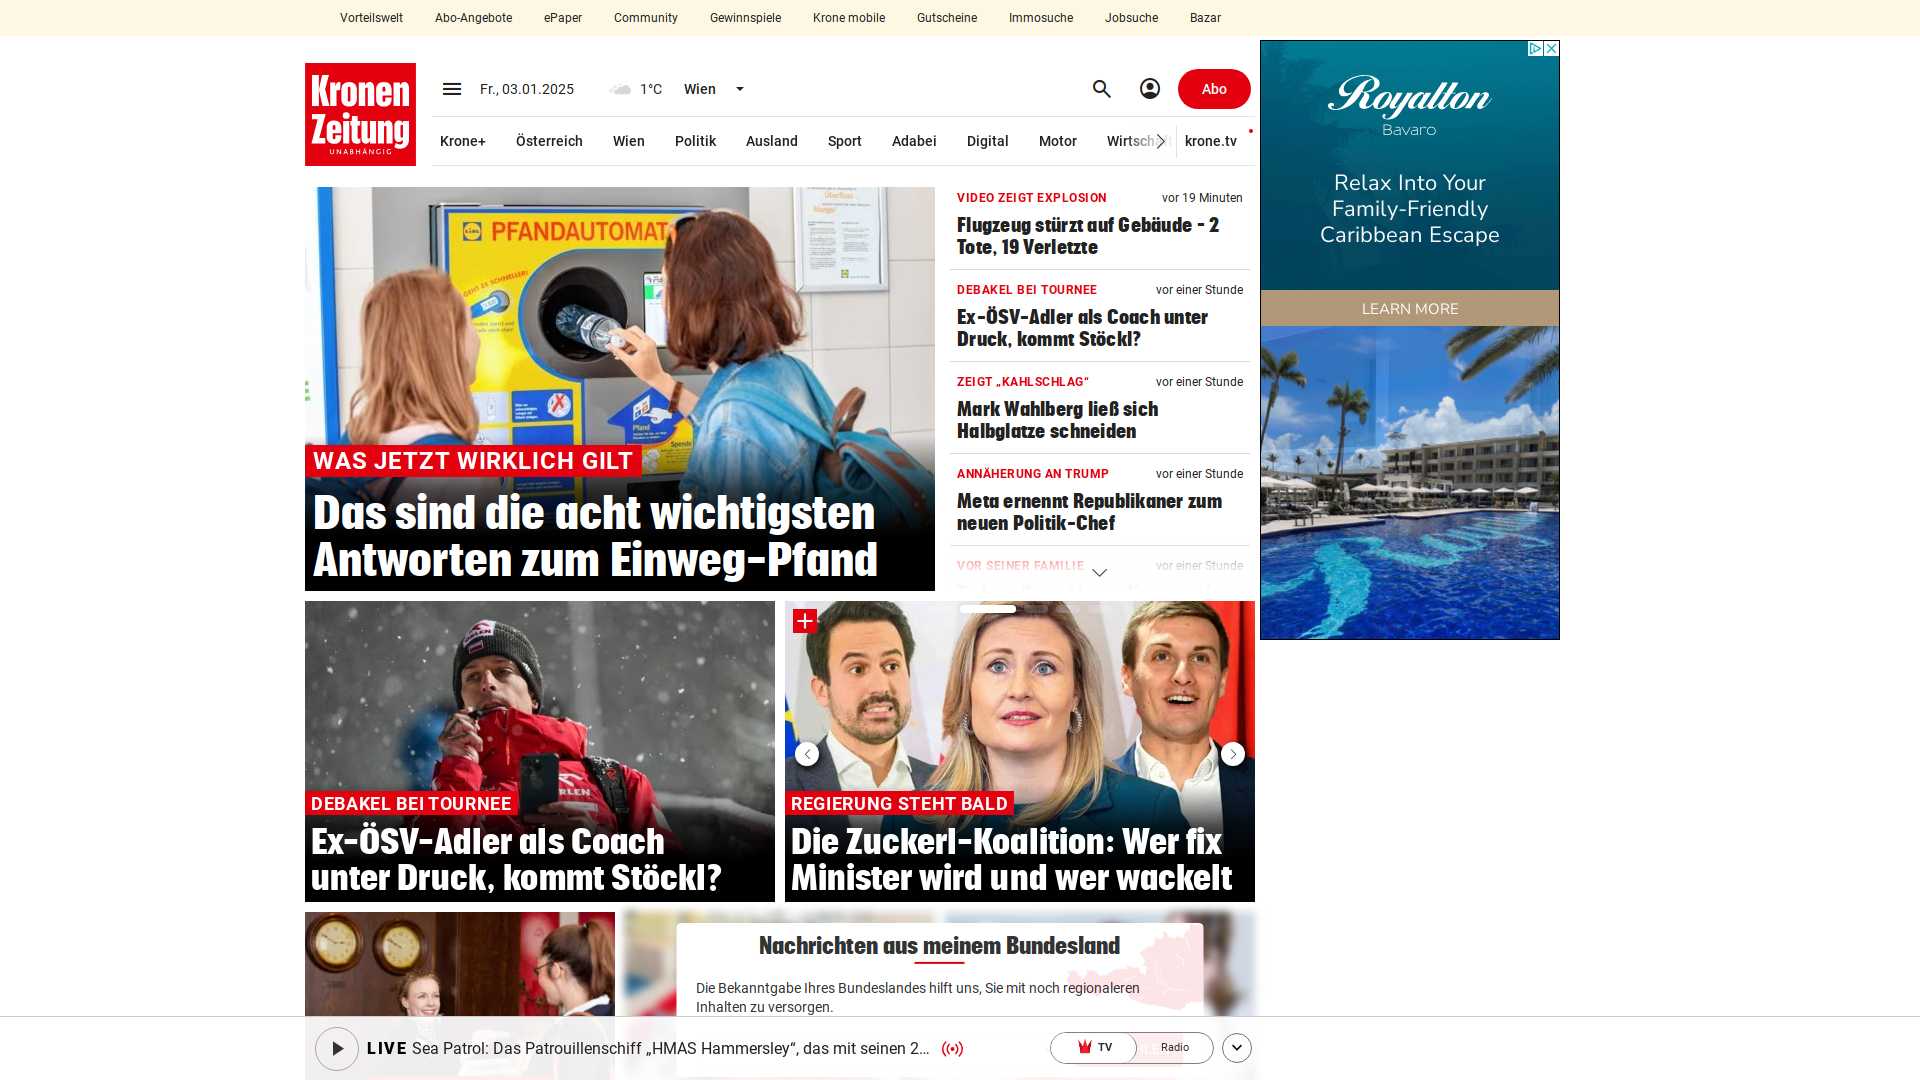 Vorteilswelt Abo-Angebote ePaper Community Gewinnspiele Krone mobile Gutscheine Immosuche Jobsuche Bazar
Kronen
Zeitung
UNABHÄNGIG
Fr., 03.01.2025 1°C Wien
Abo
Krone+ Österreich Wien Politik Ausland Sport Adabei Digital Motor krone.tv
PFANDAUTOMAT
WAS JETZT WIRKLICH GILT
Das sind die acht wichtigsten
Antworten zum Einweg-Pfand
VIDEO ZEIGT EXPLOSION vor 19 Minuten
Flugzeug stürzt auf Gebäude - 2
Tote, 19 Verletzte
DEBAKEL BEI TOURNEE vor einer Stunde
Ex-ÖSV-Adler als Coach unter
Druck, kommt Stöckl?
ZEIGT „KAHLSCHLAG“ vor einer Stunde
Mark Wahlberg ließ sich
Halbglatze schneiden
ANNÄHERUNG AN TRUMP vor einer Stunde
Meta ernennt Republikaner zum
neuen Politik-Chef
VOR SEINER FAMILIE vor einer Stunde
Royalton
Bavaro
Relax Into Your
Family-Friendly
Caribbean Escape
LEARN MORE
DEBAKEL BEI TOURNEE
Ex-ÖSV-Adler als Coach
unter Druck, kommt Stöckl?
REGIERUNG STEHT BALD
Die Zuckerl-Koalition: Wer fix
Minister wird und wer wackelt
Nachrichten aus meinem Bundesland
Die Bekanntgabe Ihres Bundeslandes hilft uns, Sie mit noch regionaleren
Inhalten zu versorgen.
LIVE Sea Patrol: Das Patrouillenschiff „HMAS Hammersley“, das mit seinen 2…
TV Radio